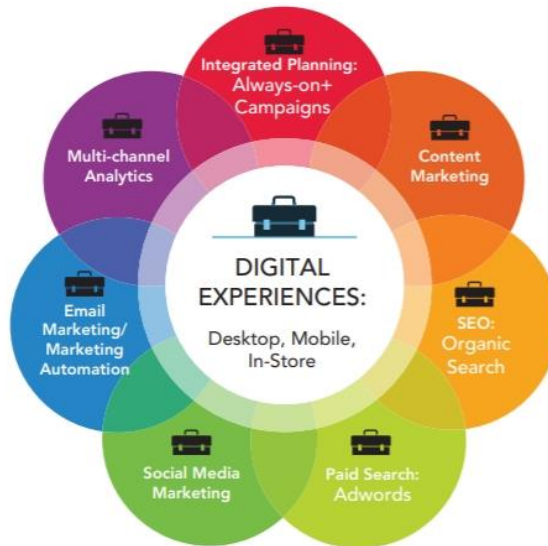 Integrated Planning:
Always-on+
Campaigns
Content
Marketing
SEO:
Organic
Search
Paid Search:
Adwords
Social Media
Marketing
Email
Marketing/
Marketing
Automation
Multi-channel
Analytics
DIGITAL
EXPERIENCES:
Desktop, Mobile,
In-Store